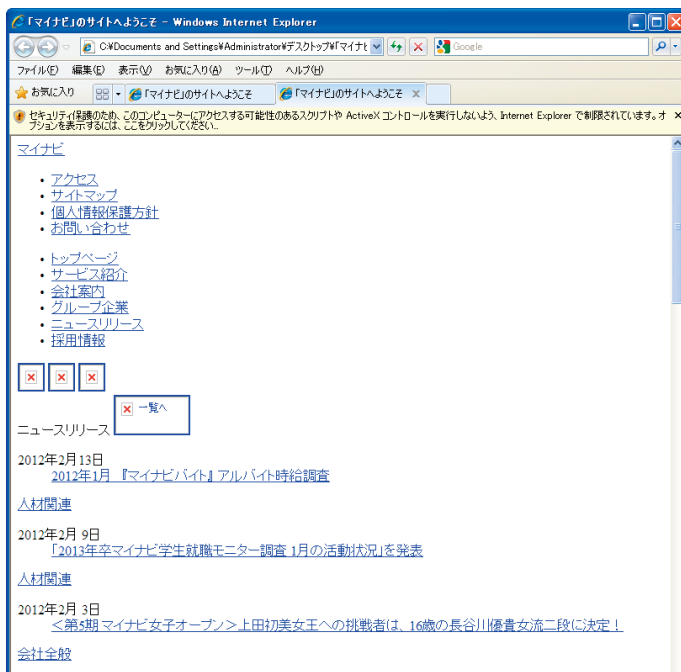 「マイナビ」のサイトへようこそ - Windows Internet Explorer
C:¥Documents and Settings¥Administrator¥デスクトップ¥「マイナビ
Google
ファイル(F) 編集(E) 表示(V) お気に入り(A) ツール(T) ヘルプ(H)
お気に入り 「マイナビ」のサイトへようこそ 「マイナビ」のサイトへようこそ
セキュリティ保護のため、このコンピューターにアクセスする可能性のあるスクリプトや ActiveX コントロールを実行しないよう、Internet Explorer で制限されています。オ
プションを表示するには、ここをクリックしてください...
マイナビ
• アクセス
• サイトマップ
• 個人情報保護方針
• お問い合わせ
• トップページ
• サービス紹介
• 会社案内
• グループ企業
• ニュースリリース
• 採用情報
ニュースリリース 一覧へ
2012年2月13日
2012年1月 『マイナビバイト』 アルバイト時給調査
人材関連
2012年2月 9日
「2013年卒マイナビ学生就職モニター調査 1月の活動状況」を発表
人材関連
2012年2月 3日
＜第5期 マイナビ女子オープン＞上田初美女王への挑戦者は、16歳の長谷川優貴女流二段に決定！
会社全般